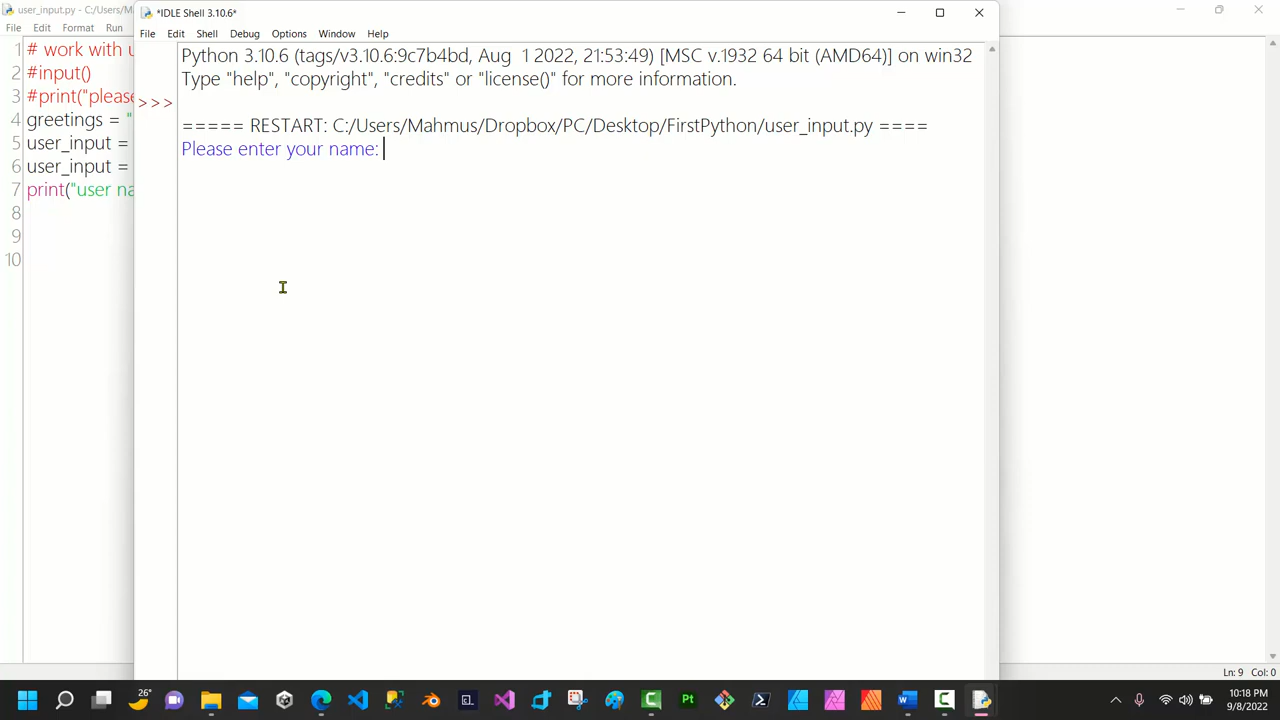 user_input.py - C:/Users/M
*IDLE Shell 3.10.6*
File Edit Format Run
File Edit Shell Debug Options Window Help
1 # work with u
2 #input()
3 #print("please
4 greetings = "
5 user_input =
6 user_input =
7 print("user na
8
9
10
Python 3.10.6 (tags/v3.10.6:9c7b4bd, Aug 1 2022, 21:53:49) [MSC v.1932 64 bit (AMD64)] on win32
Type "help", "copyright", "credits" or "license()" for more information.
>>>
===== RESTART: C:/Users/Mahmus/Dropbox/PC/Desktop/FirstPython/user_input.py ====
Please enter your name:
Ln: 9 Col: 0
26°
Pt
10:18 PM
9/8/2022